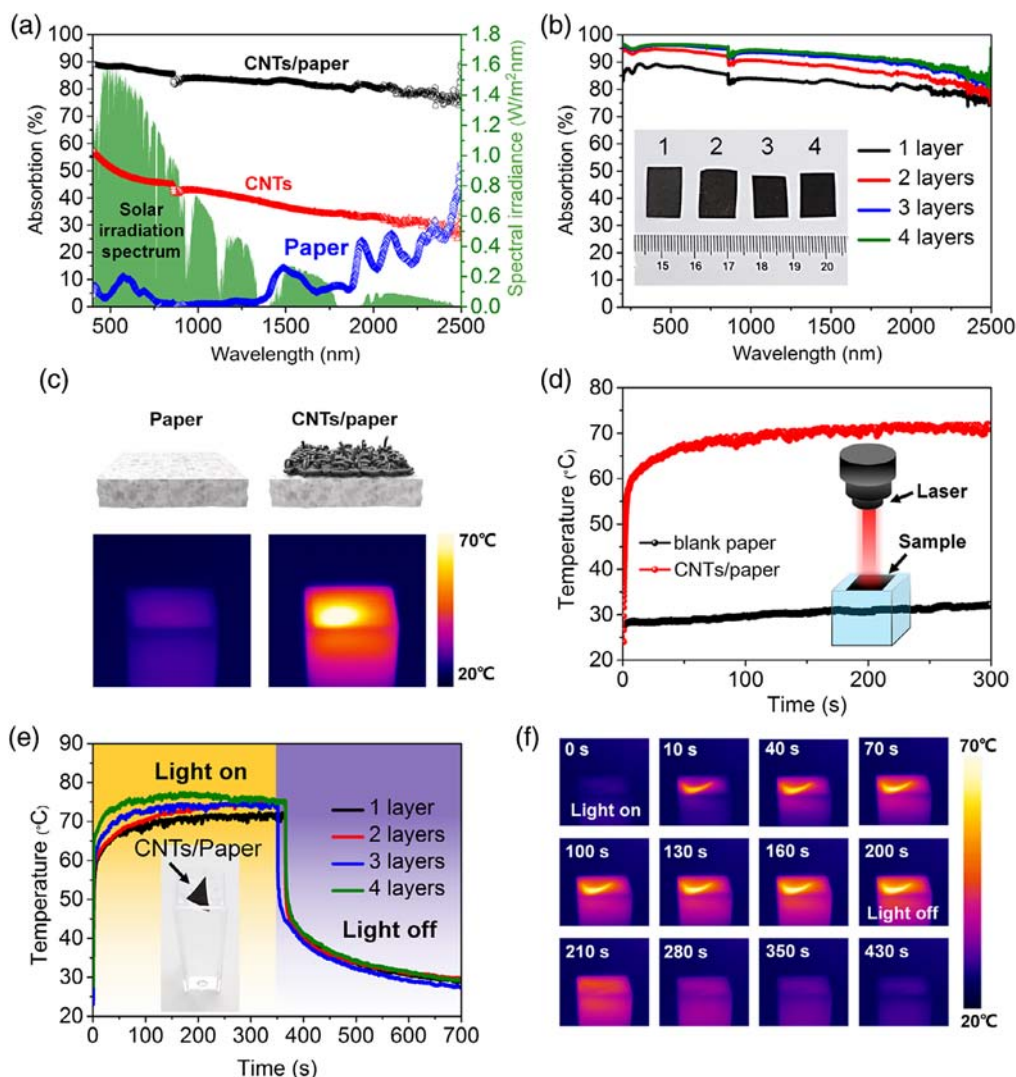 (a)
100
90
80
70
60
50
40
30
20
10
0
Absorbtion (%)
CNTs/paper
CNTs
Solar
irradiation
spectrum
Paper
1.8
1.6
1.4
1.2
1.0
0.8
0.6
0.4
0.2
0.0
Spectral irradiance (W/m²nm)
500 1000 1500 2000 2500
Wavelength (nm)
(b)
100
90
80
70
60
50
40
30
20
10
0
Absorbtion (%)
1 2 3 4
15 16 17 18 19 20
1 layer
2 layers
3 layers
4 layers
500 1000 1500 2000 2500
Wavelength (nm)
(c)
Paper CNTs/paper
70℃
20℃
(d)
80
70
60
50
40
30
20
Temperature (°C)
Laser
Sample
blank paper
CNTs/paper
0 100 200 300
Time (s)
(e)
90
80
70
60
50
40
30
20
Temperature (°C)
Light on
CNTs/Paper
1 layer
2 layers
3 layers
4 layers
Light off
0 100 200 300 400 500 600 700
Time (s)
(f)
0 s 10 s 40 s 70 s
Light on
100 s 130 s 160 s 200 s
Light off
210 s 280 s 350 s 430 s
70℃
20℃